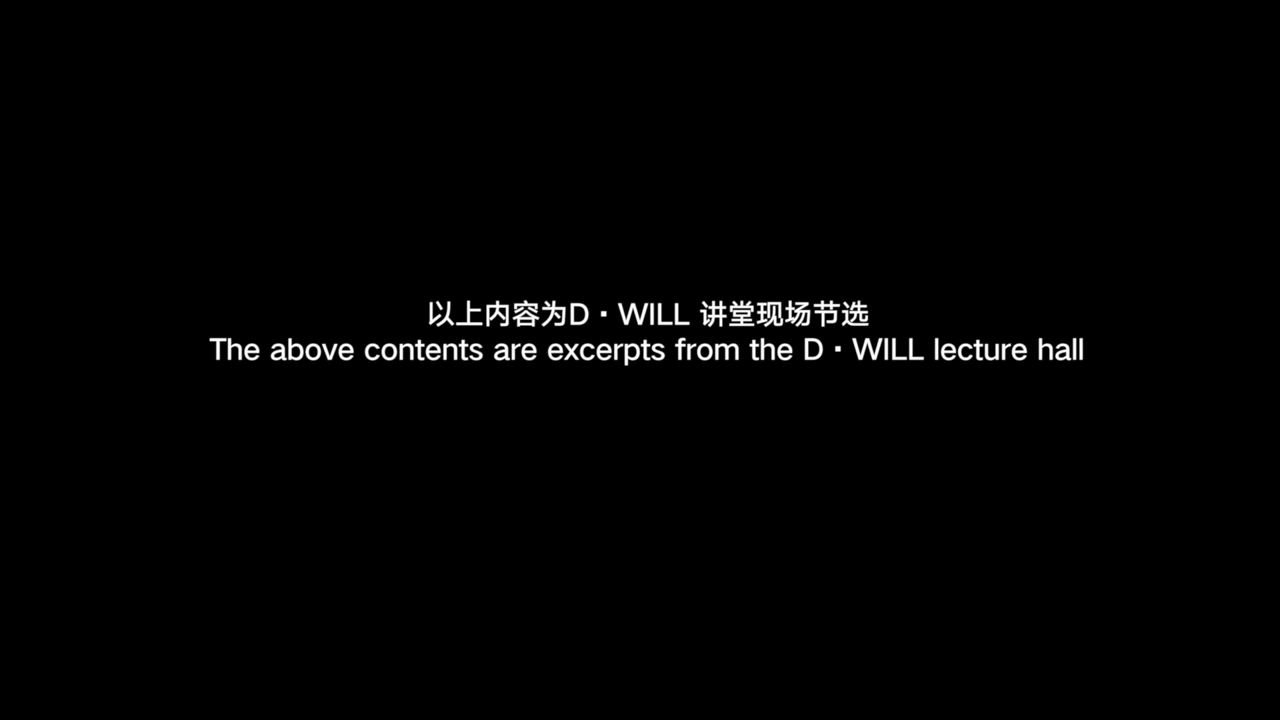 以上内容为D·WILL 讲堂现场节选
The above contents are excerpts from the D·WILL lecture hall